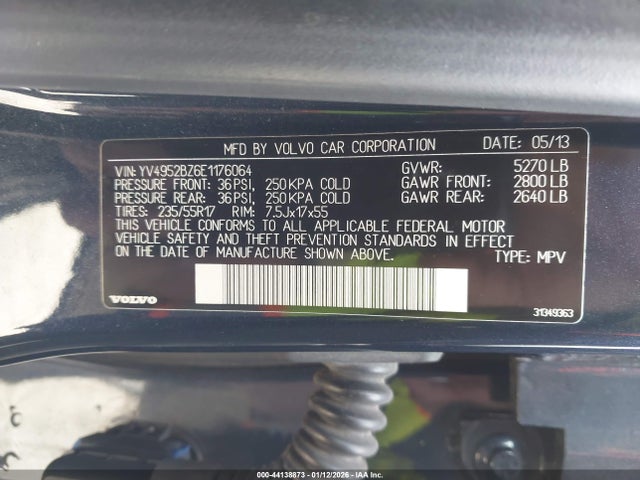 MFD BY VOLVO CAR CORPORATION DATE: 05/13
VIN: YV4952BZ6E1176064 GVWR: 5270 LB
PRESSURE FRONT: 36 PSI, 250 KPA COLD GAWR FRONT: 2800 LB
PRESSURE REAR: 36 PSI, 250 KPA COLD GAWR REAR: 2640 LB
TIRES: 235/55R17 RIM: 7.5Jx17x55
THIS VEHICLE CONFORMS TO ALL APPLICABLE FEDERAL MOTOR
VEHICLE SAFETY AND THEFT PREVENTION STANDARDS IN EFFECT
ON THE DATE OF MANUFACTURE SHOWN ABOVE. TYPE: MPV
VOLVO 31349363
000-44138873 - 01/12/2026 - COPYRIGHT IAA, LLC.